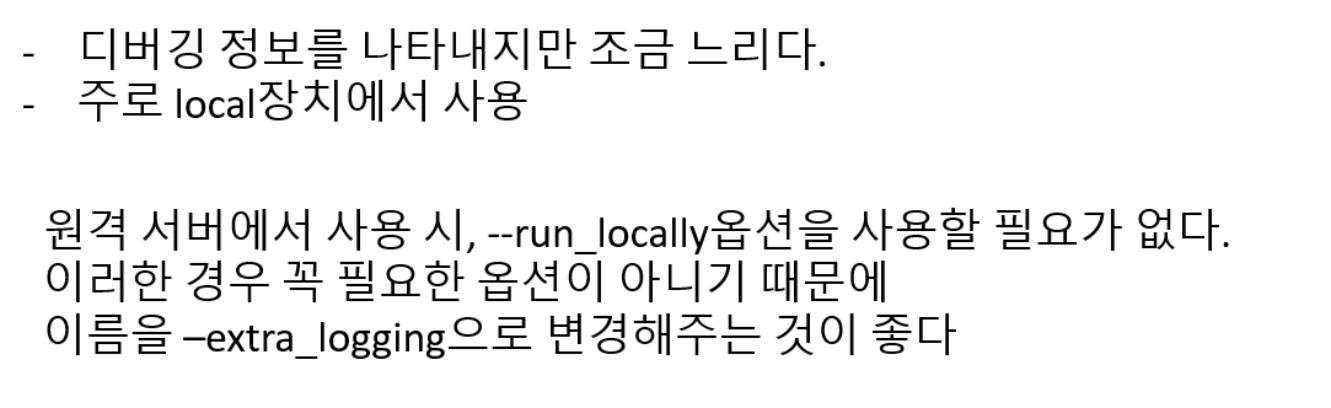 - 디버깅 정보를 나타내지만 조금 느리다.
- 주로 local장치에서 사용
원격 서버에서 사용 시, --run_locally옵션을 사용할 필요가 없다.
이러한 경우 꼭 필요한 옵션이 아니기 때문에
이름을 –extra_logging으로 변경해주는 것이 좋다